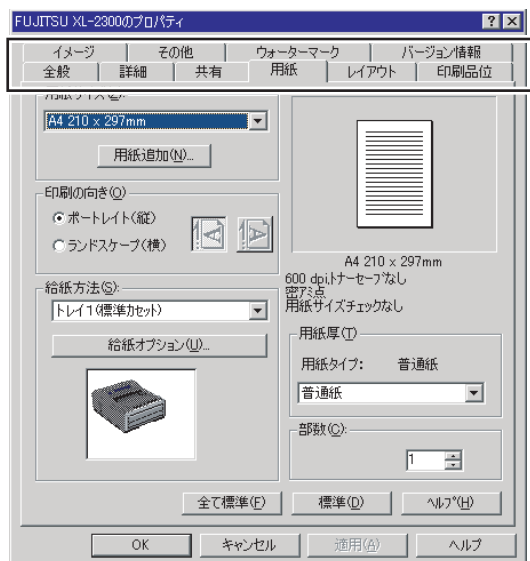 FUJITSU XL-2300のプロパティ
イメージ その他 ウォーターマーク バージョン情報
全般 詳細 共有 用紙 レイアウト 印刷品位
用紙サイズ(Z):
A4 210 x 297mm
用紙追加(N)...
印刷の向き(O)
ポートレイト(縦)
ランドスケープ(横)
A4 210 x 297mm
600 dpi,トナーセーブなし
密アミ点
用紙サイズチェックなし
給紙方法(S):
トレイ1(標準カセット)
給紙オプション(U)...
用紙厚(T)
用紙タイプ: 普通紙
普通紙
部数(C):
1
全て標準(F) 標準(D) ヘルプ(H)
OK キャンセル 適用(A) ヘルプ